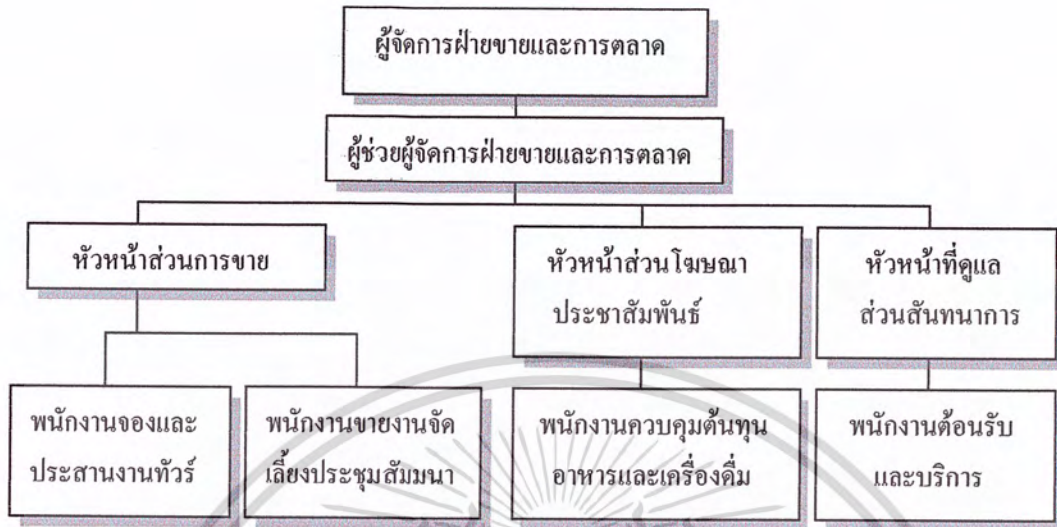 ผู้จัดการฝ่ายขายและการตลาด
ผู้ช่วยผู้จัดการฝ่ายขายและการตลาด
หัวหน้าส่วนการขาย
หัวหน้าส่วนโฆษณา
ประชาสัมพันธ์
หัวหน้าที่ดูแล
ส่วนสันทนาการ
พนักงานจองและ
ประสานงานทัวร์
พนักงานขายงานจัด
เลี้ยงประชุมสัมมนา
พนักงานควบคุมต้นทุน
อาหารและเครื่องดื่ม
พนักงานต้อนรับ
และบริการ